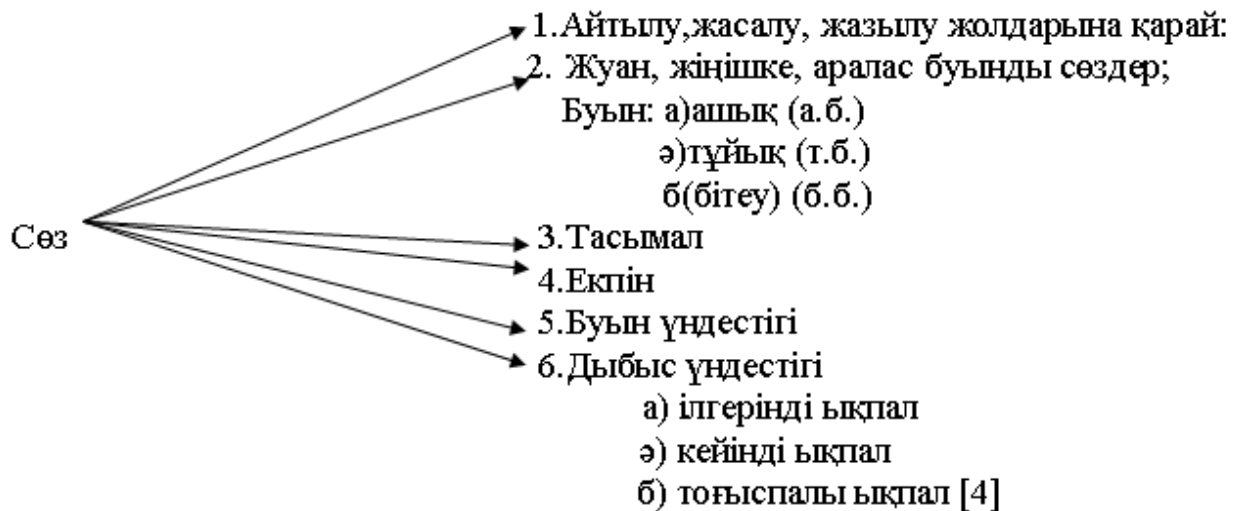 1.Айтылу,жасалу, жазылу жолдарына қарай:
2. Жуан, жіңішке, аралас буынды сөздер;
Буын: а)ашық (а.б.)
ә)тұйық (т.б.)
б(бітеу) (б.б.)
Сөз
3.Тасымал
4.Екпін
5.Буын үндестігі
6.Дыбыс үндестігі
а) ілгерінді ықпал
ә) кейінді ықпал
б) тоғыспалы ықпал [4]